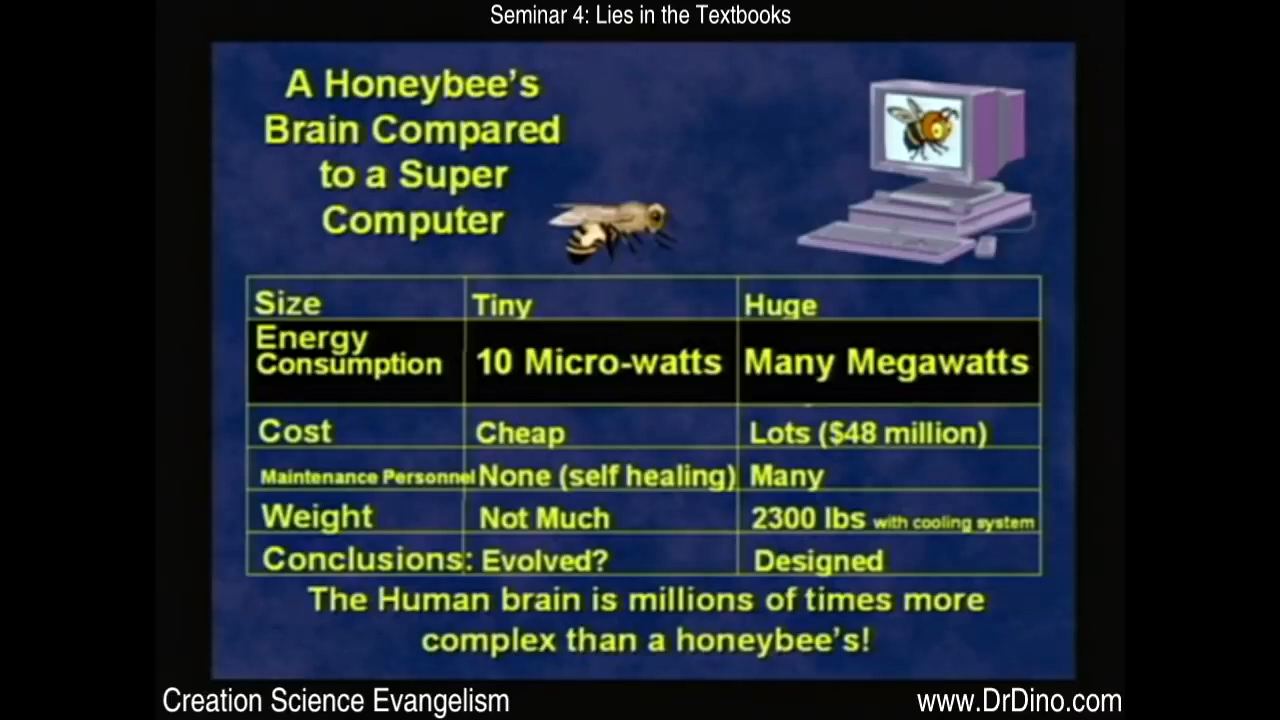 Seminar 4: Lies in the Textbooks
A Honeybee's
Brain Compared
to a Super
Computer
Size Tiny Huge
Energy
Consumption 10 Micro-watts Many Megawatts
Cost Cheap Lots ($48 million)
Maintenance Personnel None (self healing) Many
Weight Not Much 2300 lbs with cooling system
Conclusions: Evolved? Designed
The Human brain is millions of times more
complex than a honeybee's!
Creation Science Evangelism www.DrDino.com